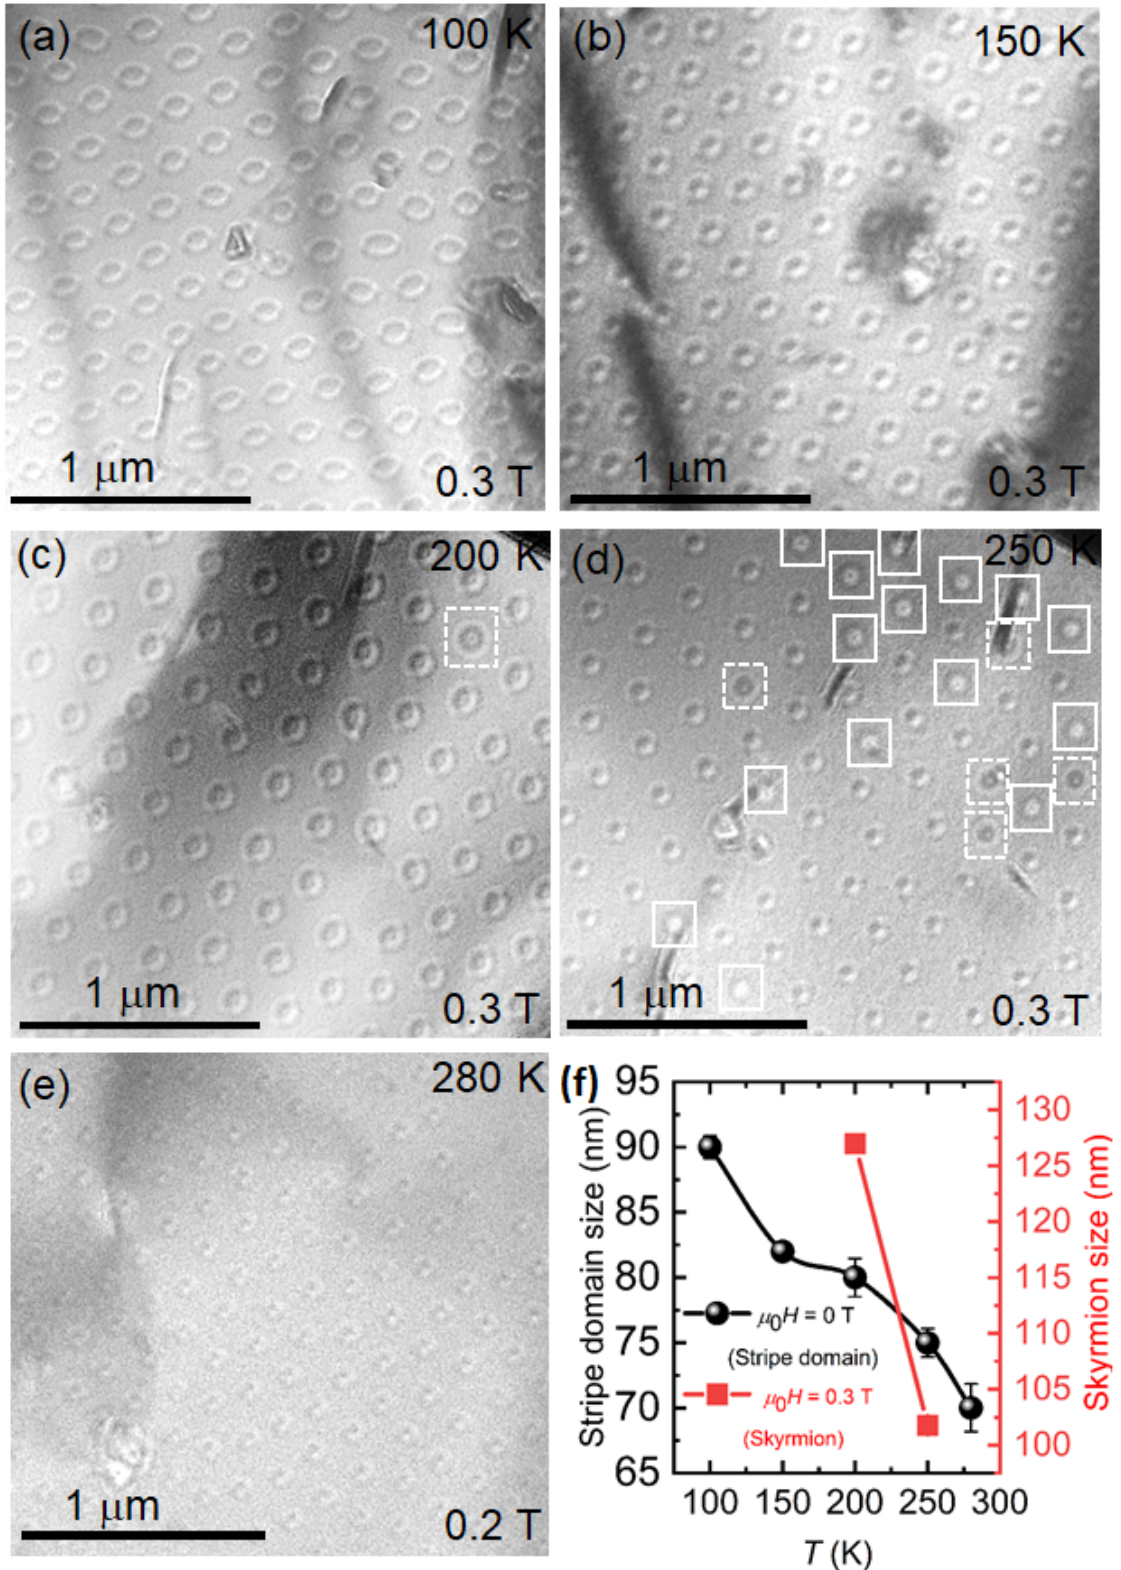 (a)
100 K
1 μm
0.3 T
(b)
150 K
1 μm
0.3 T
(c)
200 K
1 μm
0.3 T
(d)
250 K
1 μm
0.3 T
(e)
280 K
1 μm
0.2 T
(f)
Stripe domain size (nm)
95
90
85
80
75
70
65
μ₀H = 0 T
(Stripe domain)
μ₀H = 0.3 T
(Skyrmion)
130
125
120
115
110
105
100
Skyrmion size (nm)
100 150 200 250 300
T (K)